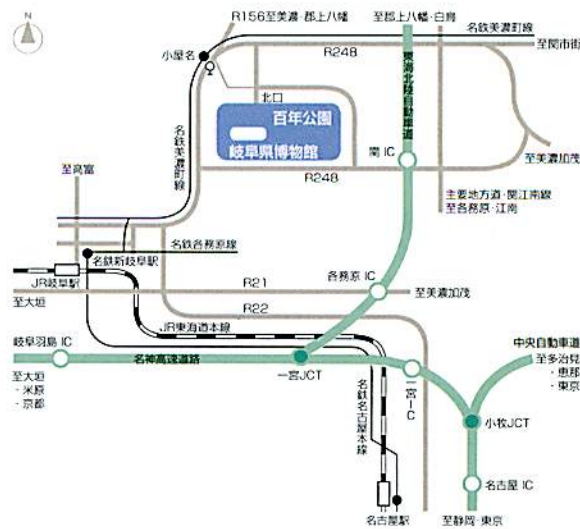 N
R156至美濃・郡上八幡
至郡上八幡・白鳥
名鉄美濃町線
小屋名
R248
至関市街
北口
東海北陸自動車道
百年公園
岐阜県博物館
名鉄美濃町線
関 IC
至美濃加茂
R248
至高富
主要地方道・関江南線
至各務原・江南
名鉄各務原線
名鉄新岐阜駅
JR岐阜駅
R21
各務原 IC
至美濃加茂
至大垣
R22
JR東海道本線
岐阜羽島 IC
名神高速道路
一宮JCT
一宮IC
中央自動車道
至多治見
・恵那
・東京
至大垣
・米原
・京都
名鉄名古屋本線
小牧JCT
名古屋 IC
名古屋駅
至静岡・東京